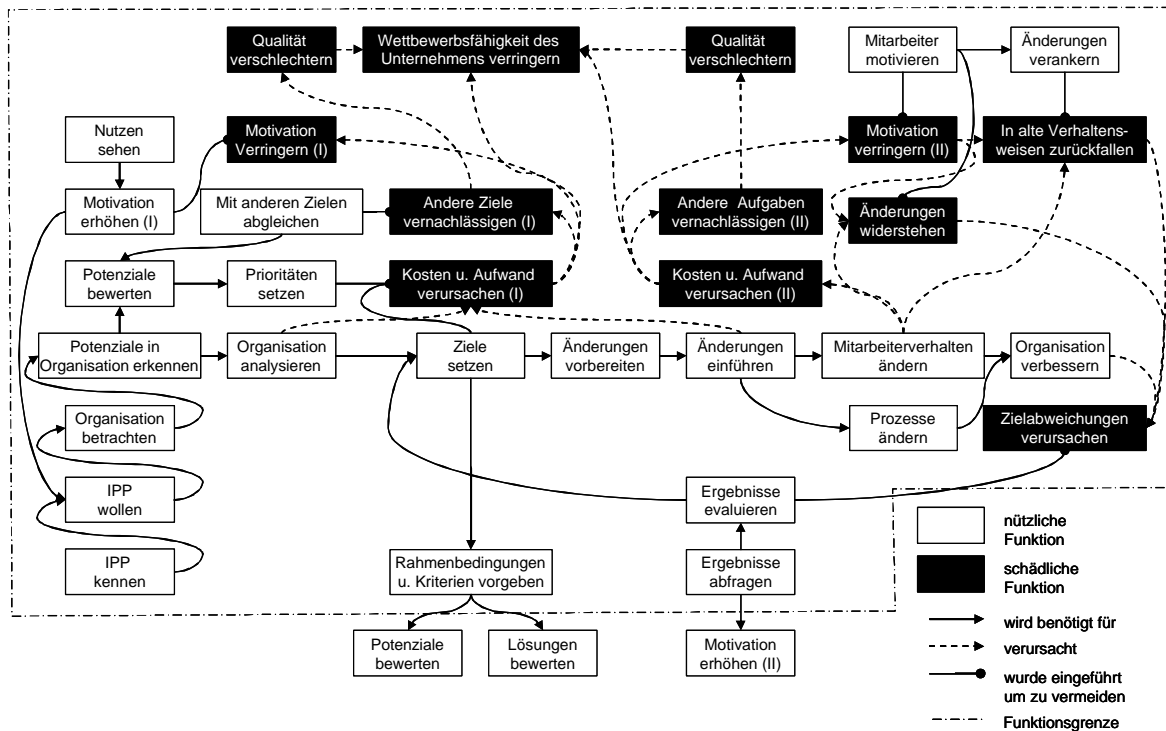 Qualität
verschlechtern
Wettbewerbsfähigkeit des
Unternehmens verringern
Qualität
verschlechtern
Mitarbeiter
motivieren
Änderungen
verankern
Nutzen
sehen
Motivation
Verringern (I)
Motivation
verringern (II)
In alte Verhaltens-
weisen zurückfallen
Motivation
erhöhen (I)
Mit anderen Zielen
abgleichen
Andere Ziele
vernachlässigen (I)
Andere Aufgaben
vernachlässigen (II)
Änderungen
widerstehen
Potenziale
bewerten
Prioritäten
setzen
Kosten u. Aufwand
verursachen (I)
Kosten u. Aufwand
verursachen (II)
Potenziale in
Organisation erkennen
Organisation
analysieren
Ziele
setzen
Änderungen
vorbereiten
Änderungen
einführen
Mitarbeiterverhalten
ändern
Organisation
verbessern
Organisation
betrachten
Prozesse
ändern
Zielabweichungen
verursachen
IPP
wollen
Ergebnisse
evaluieren
IPP
kennen
Rahmenbedingungen
u. Kriterien vorgeben
Ergebnisse
abfragen
Potenziale
bewerten
Lösungen
bewerten
Motivation
erhöhen (II)
nützliche
Funktion
schädliche
Funktion
wird benötigt für
verursacht
wurde eingeführt
um zu vermeiden
Funktionsgrenze